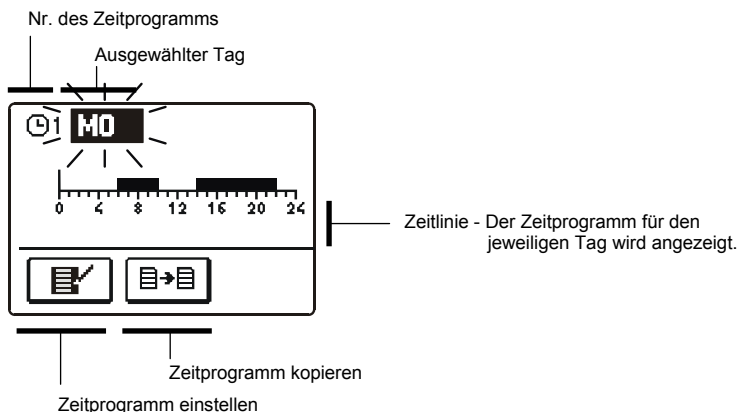 Nr. des Zeitprogramms
Ausgewählter Tag
1 MO
0 4 8 12 16 20 24
Zeitlinie - Der Zeitprogramm für den
jeweiligen Tag wird angezeigt.
Zeitprogramm kopieren
Zeitprogramm einstellen